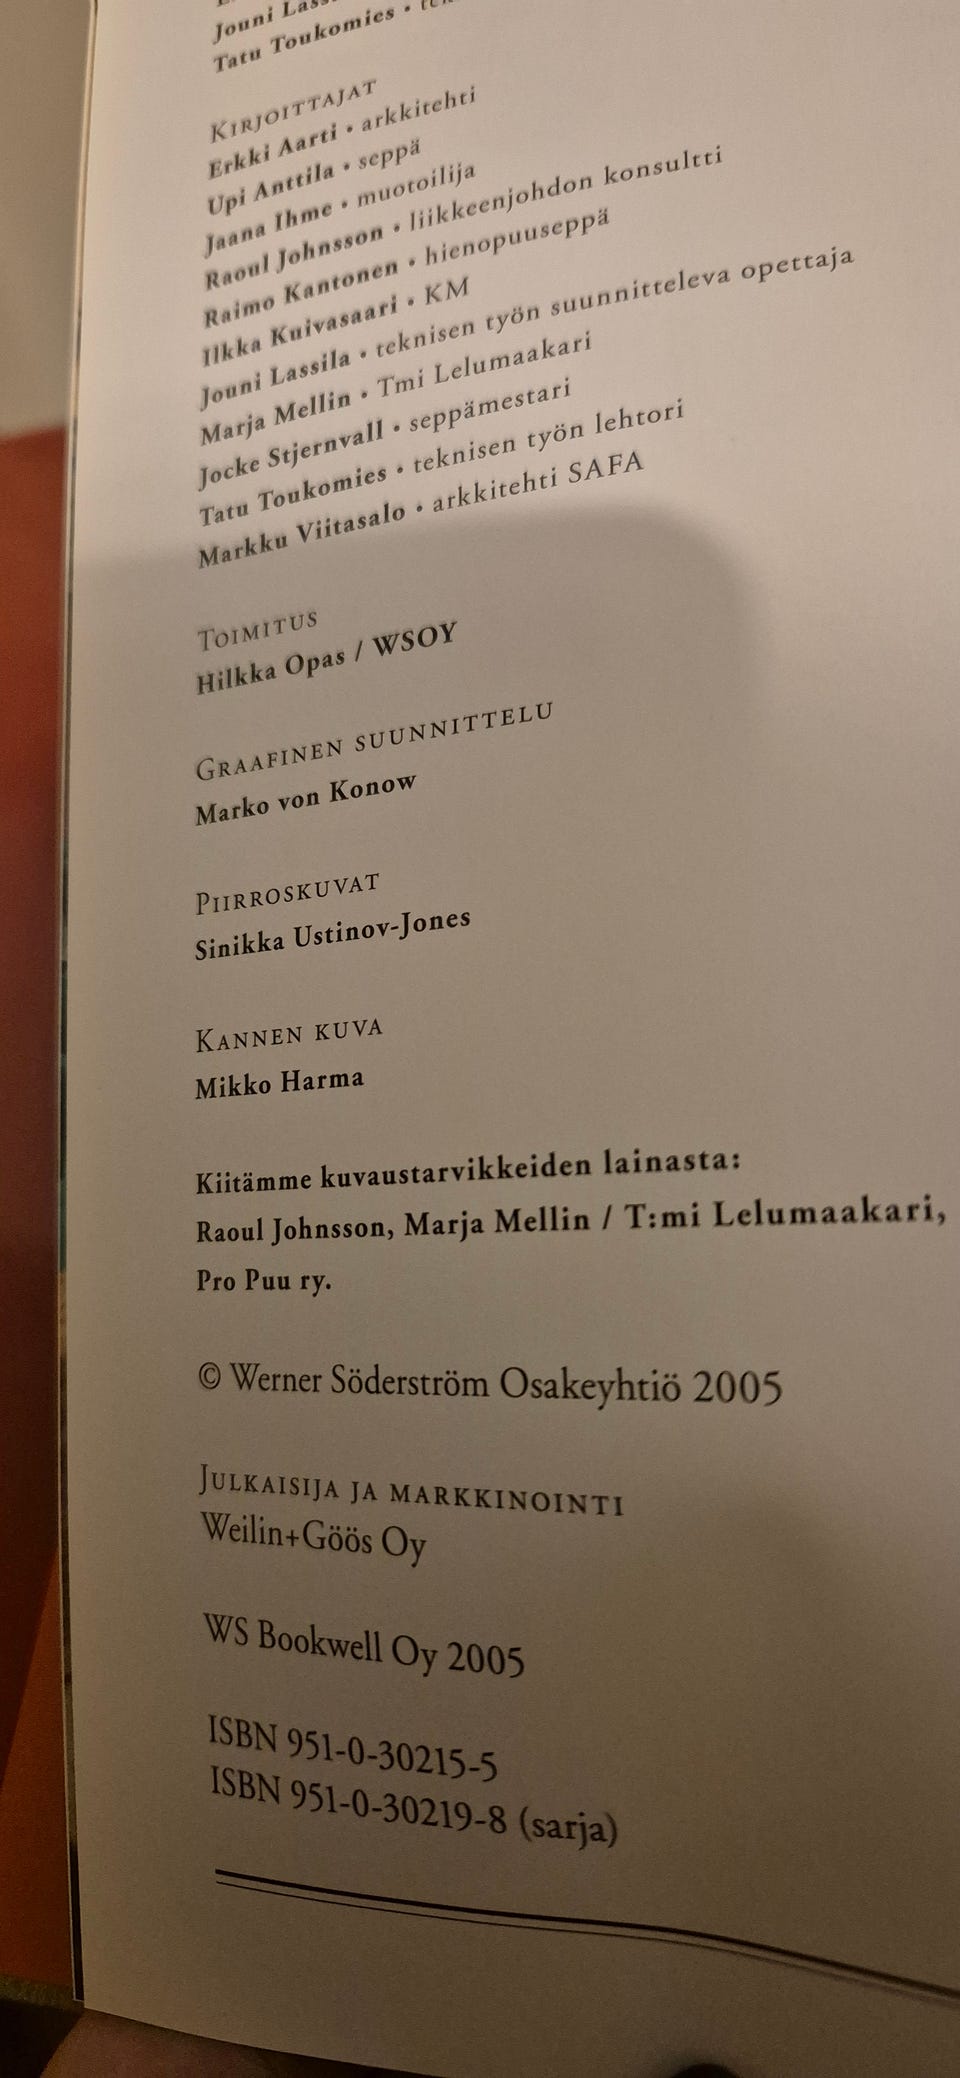 Jouni
Tatu Toukomies •
KIRJOITTAJAT
Erkki Aarti • arkkitehti
Upi Anttila • seppä
Jaana Ihme • muotoilija
Raoul Johnsson • liikkeenjohdon konsultti
Raimo Kantonen • hienopuuseppä
Ilkka Kuivasaari • KM
Jouni Lassila • teknisen työn suunnitteleva opettaja
Marja Mellin • Tmi Lelumaakari
Jocke Stjernvall • seppämestari
Tatu Toukomies • teknisen työn lehtori
Markku Viitasalo • arkkitehti SAFA
TOIMITUS
Hilkka Opas / WSOY
GRAAFINEN SUUNNITTELU
Marko von Konow
PIIRROSKUVAT
Sinikka Ustinov-Jones
KANNEN KUVA
Mikko Harma
Kiitämme kuvaustarvikkeiden lainasta:
Raoul Johnsson, Marja Mellin / T:mi Lelumaakari,
Pro Puu ry.
© Werner Söderström Osakeyhtiö 2005
JULKAISIJA JA MARKKINOINTI
Weilin+Göös Oy
WS Bookwell Oy 2005
ISBN 951-0-30215-5
ISBN 951-0-30219-8 (sarja)